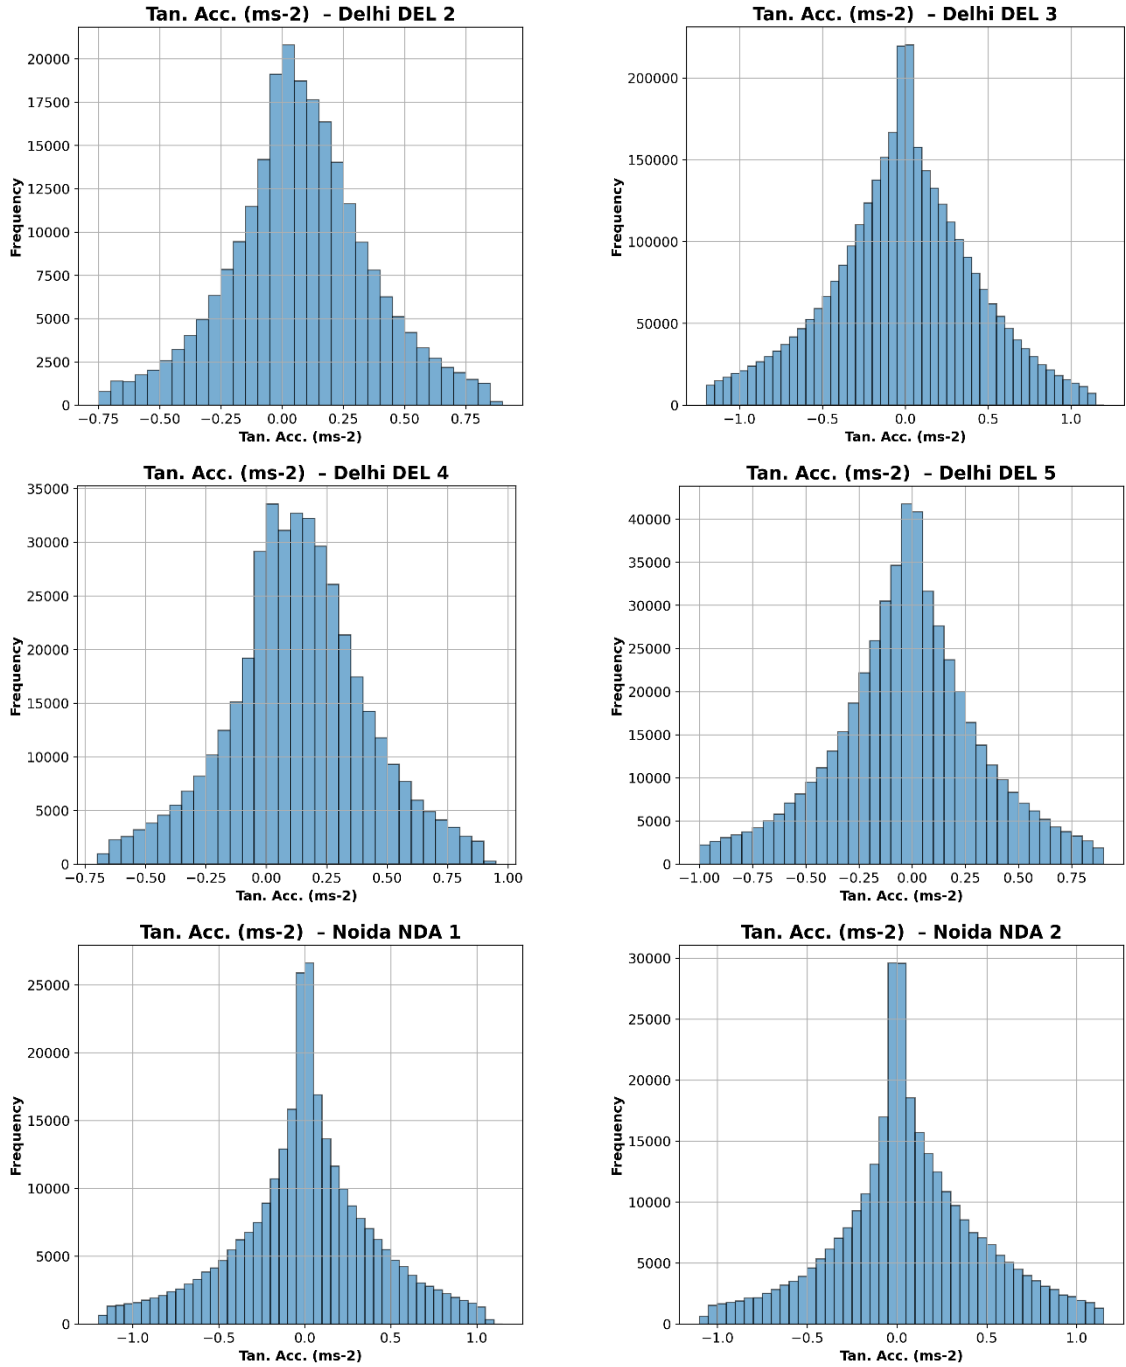 Tan. Acc. (ms-2)  – Delhi DEL 2
Frequency
20000
17500
15000
12500
10000
7500
5000
2500
0
−0.75 −0.50 −0.25 0.00 0.25 0.50 0.75
Tan. Acc. (ms-2)
Tan. Acc. (ms-2)  – Delhi DEL 3
Frequency
200000
150000
100000
50000
0
−1.0 −0.5 0.0 0.5 1.0
Tan. Acc. (ms-2)
Tan. Acc. (ms-2)  – Delhi DEL 4
Frequency
35000
30000
25000
20000
15000
10000
5000
0
−0.75 −0.50 −0.25 0.00 0.25 0.50 0.75 1.00
Tan. Acc. (ms-2)
Tan. Acc. (ms-2)  – Delhi DEL 5
Frequency
40000
35000
30000
25000
20000
15000
10000
5000
0
−1.00 −0.75 −0.50 −0.25 0.00 0.25 0.50 0.75
Tan. Acc. (ms-2)
Tan. Acc. (ms-2)  – Noida NDA 1
Frequency
25000
20000
15000
10000
5000
0
−1.0 −0.5 0.0 0.5 1.0
Tan. Acc. (ms-2)
Tan. Acc. (ms-2)  – Noida NDA 2
Frequency
30000
25000
20000
15000
10000
5000
0
−1.0 −0.5 0.0 0.5 1.0
Tan. Acc. (ms-2)